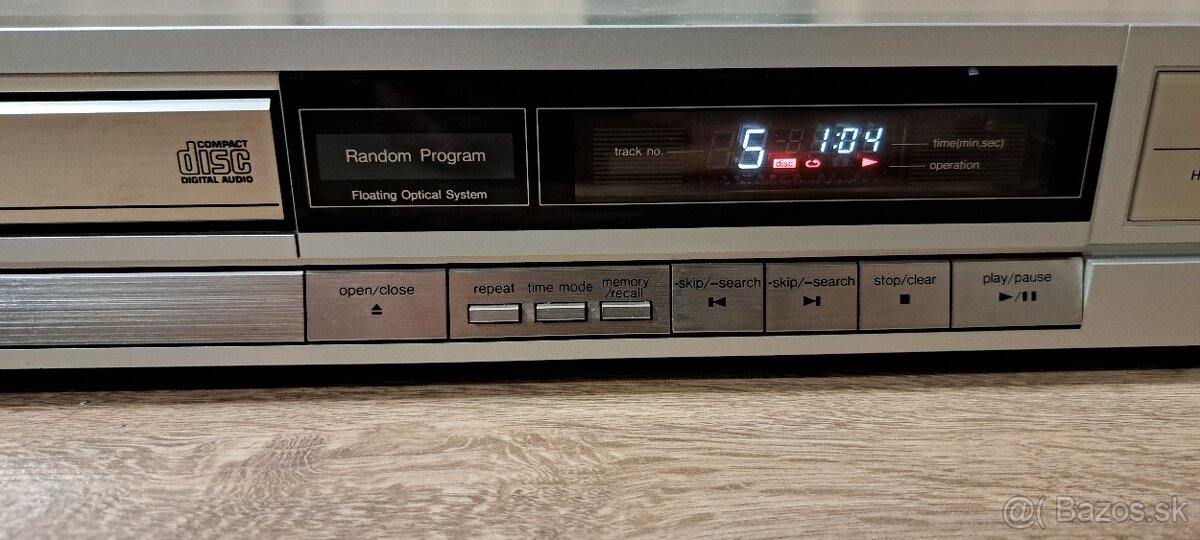 COMPACT
disc
DIGITAL AUDIO
Random Program
Floating Optical System
track no.
5 1:04
time(min,sec)
disc
operation
H
open/close
repeat time mode memory
/recall
-skip/-search
-skip/-search
stop/clear
play/pause
@( Bazos.sk